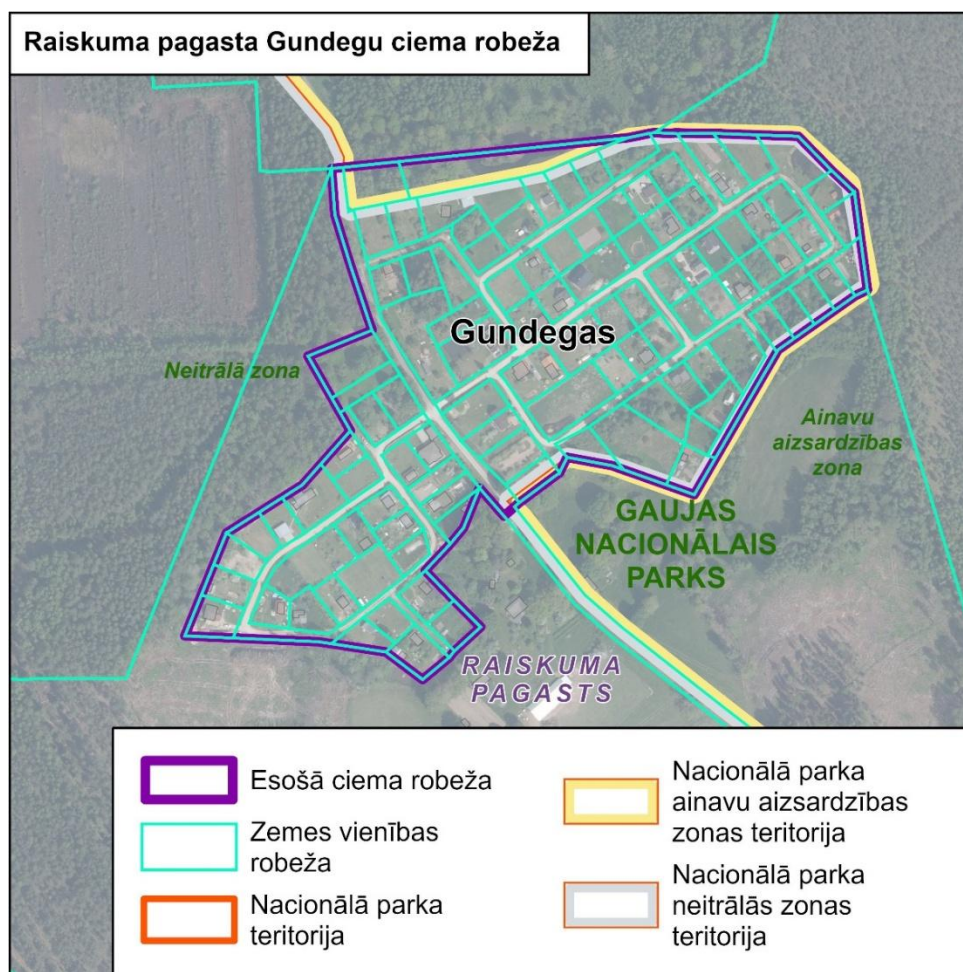 Raiskuma pagasta Gundegu ciema robeža
Gundegas
Neitrālā zona
Ainavu
aizsardzības
zona
GAUJAS
NACIONĀLAIS
PARKS
RAISKUMA
PAGASTS
Esošā ciema robeža
Zemes vienības
robeža
Nacionālā parka
teritorija
Nacionālā parka
ainavu aizsardzības
zonas teritorija
Nacionālā parka
neitrālās zonas
teritorija